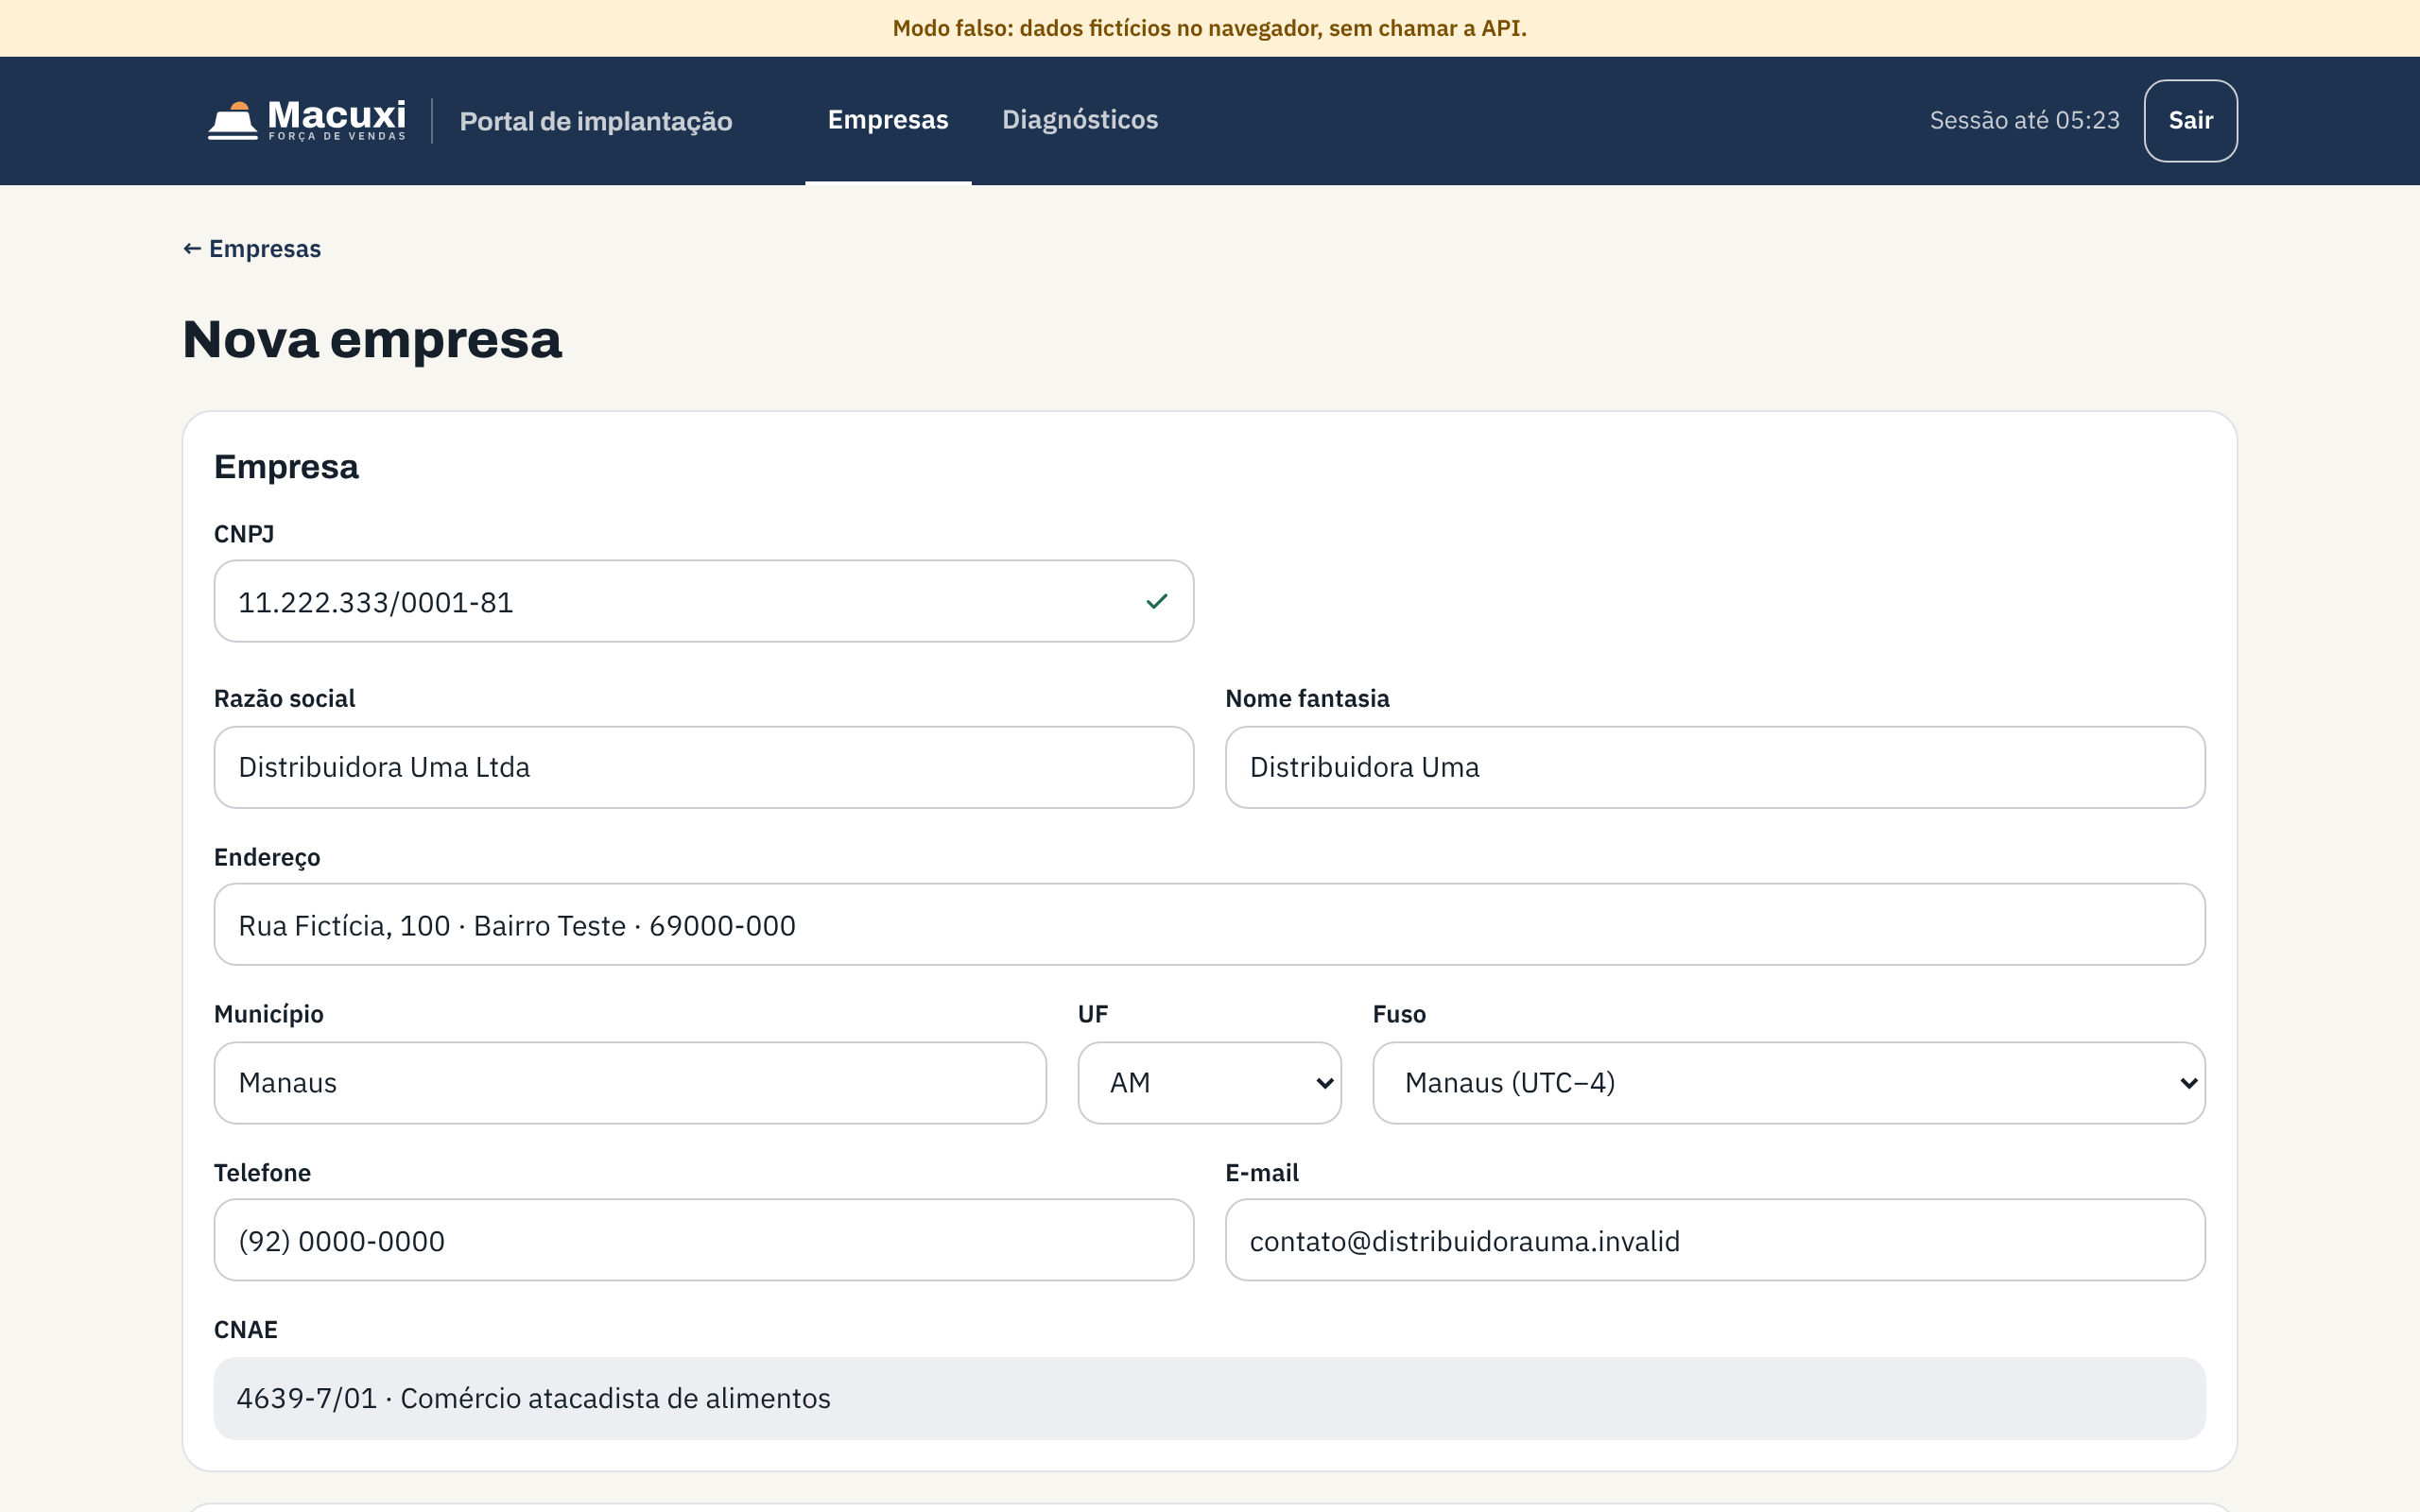 Modo falso: dados fictícios no navegador, sem chamar a API.
Macuxi
FORÇA DE VENDAS
Portal de implantação
Empresas
Diagnósticos
Sessão até 05:23
Sair
← Empresas
Nova empresa
Empresa
CNPJ
11.222.333/0001-81
Razão social
Nome fantasia
Distribuidora Uma Ltda
Distribuidora Uma
Endereço
Rua Fictícia, 100 · Bairro Teste · 69000-000
Município
UF
Fuso
Manaus
AM
Manaus (UTC−4)
Telefone
E-mail
(92) 0000-0000
contato@distribuidorauma.invalid
CNAE
4639-7/01 · Comércio atacadista de alimentos